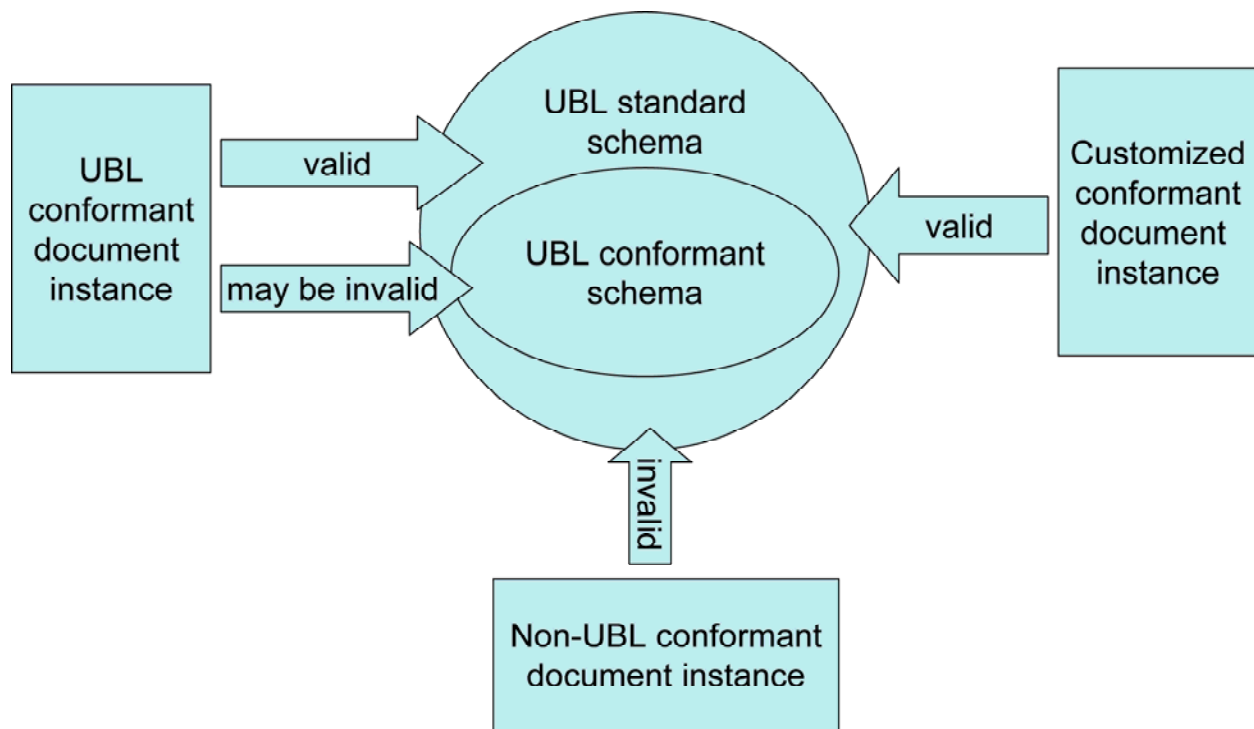 UBL standard
schema
UBL
conformant
document
instance
valid
may be invalid
UBL conformant
schema
valid
Customized
conformant
document
instance
invalid
Non-UBL conformant
document instance